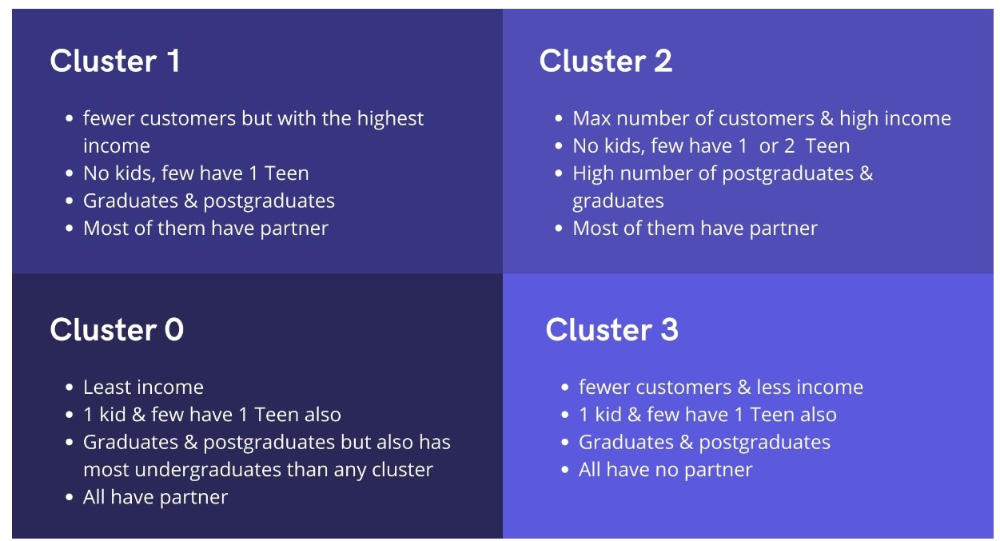 Cluster 1
• fewer customers but with the highest
income
• No kids, few have 1 Teen
• Graduates & postgraduates
• Most of them have partner
Cluster 2
• Max number of customers & high income
• No kids, few have 1  or 2  Teen
• High number of postgraduates &
graduates
• Most of them have partner
Cluster 0
• Least income
• 1 kid & few have 1 Teen also
• Graduates & postgraduates but also has
most undergraduates than any cluster
• All have partner
Cluster 3
• fewer customers & less income
• 1 kid & few have 1 Teen also
• Graduates & postgraduates
• All have no partner